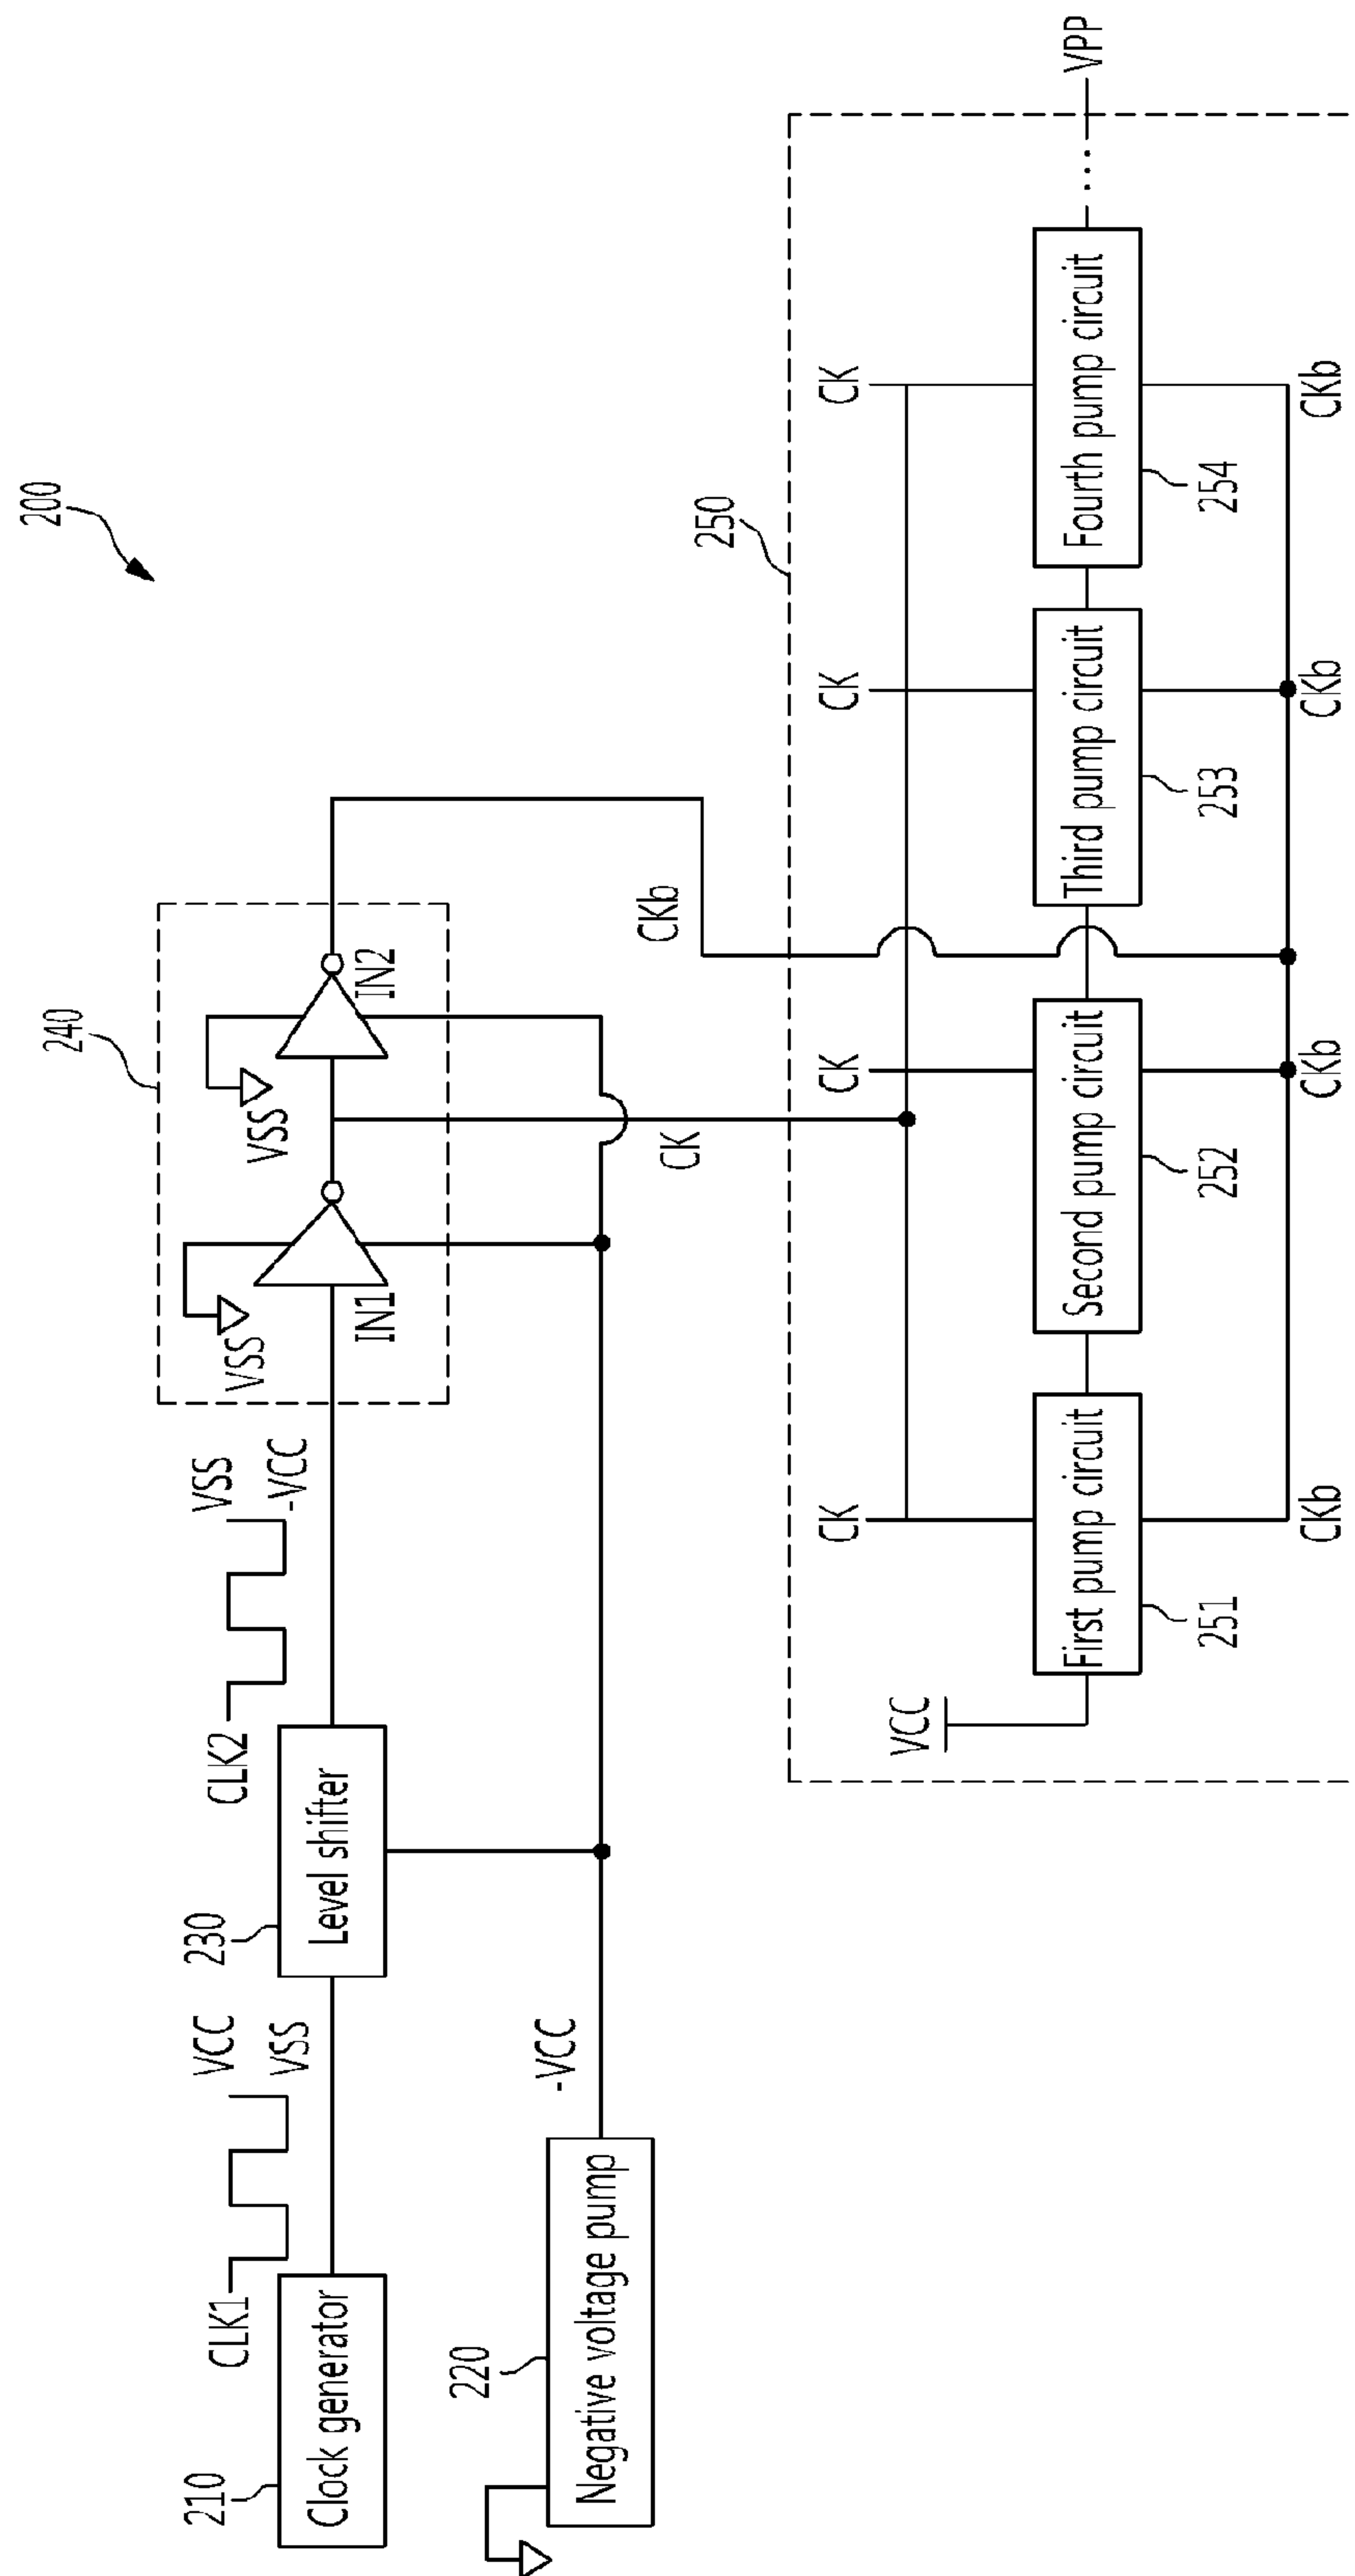 200
240
VSS
VSS
IN1
IN2
CLK1
VCC
VSS
CLK2
VSS
-VCC
210
Clock generator
230
Level shifter
220
Negative voltage pump
-VCC
CK
CKb
250
VCC
CK
CK
CK
CK
First pump circuit
Second pump circuit
Third pump circuit
Fourth pump circuit
VPP
251
252
253
254
CKb
CKb
CKb
CKb